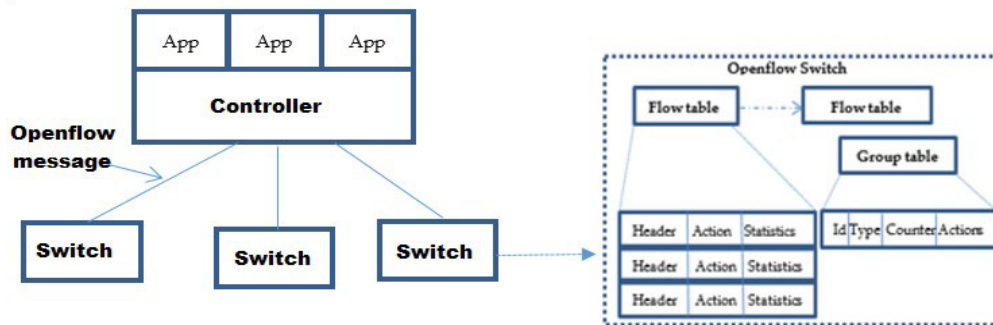 App App App
Controller
Openflow
message
Switch
Switch
Switch
Openflow Switch
Flow table
Flow table
Group table
Header Action Statistics
Header Action Statistics
Header Action Statistics
Id Type Counter Actions